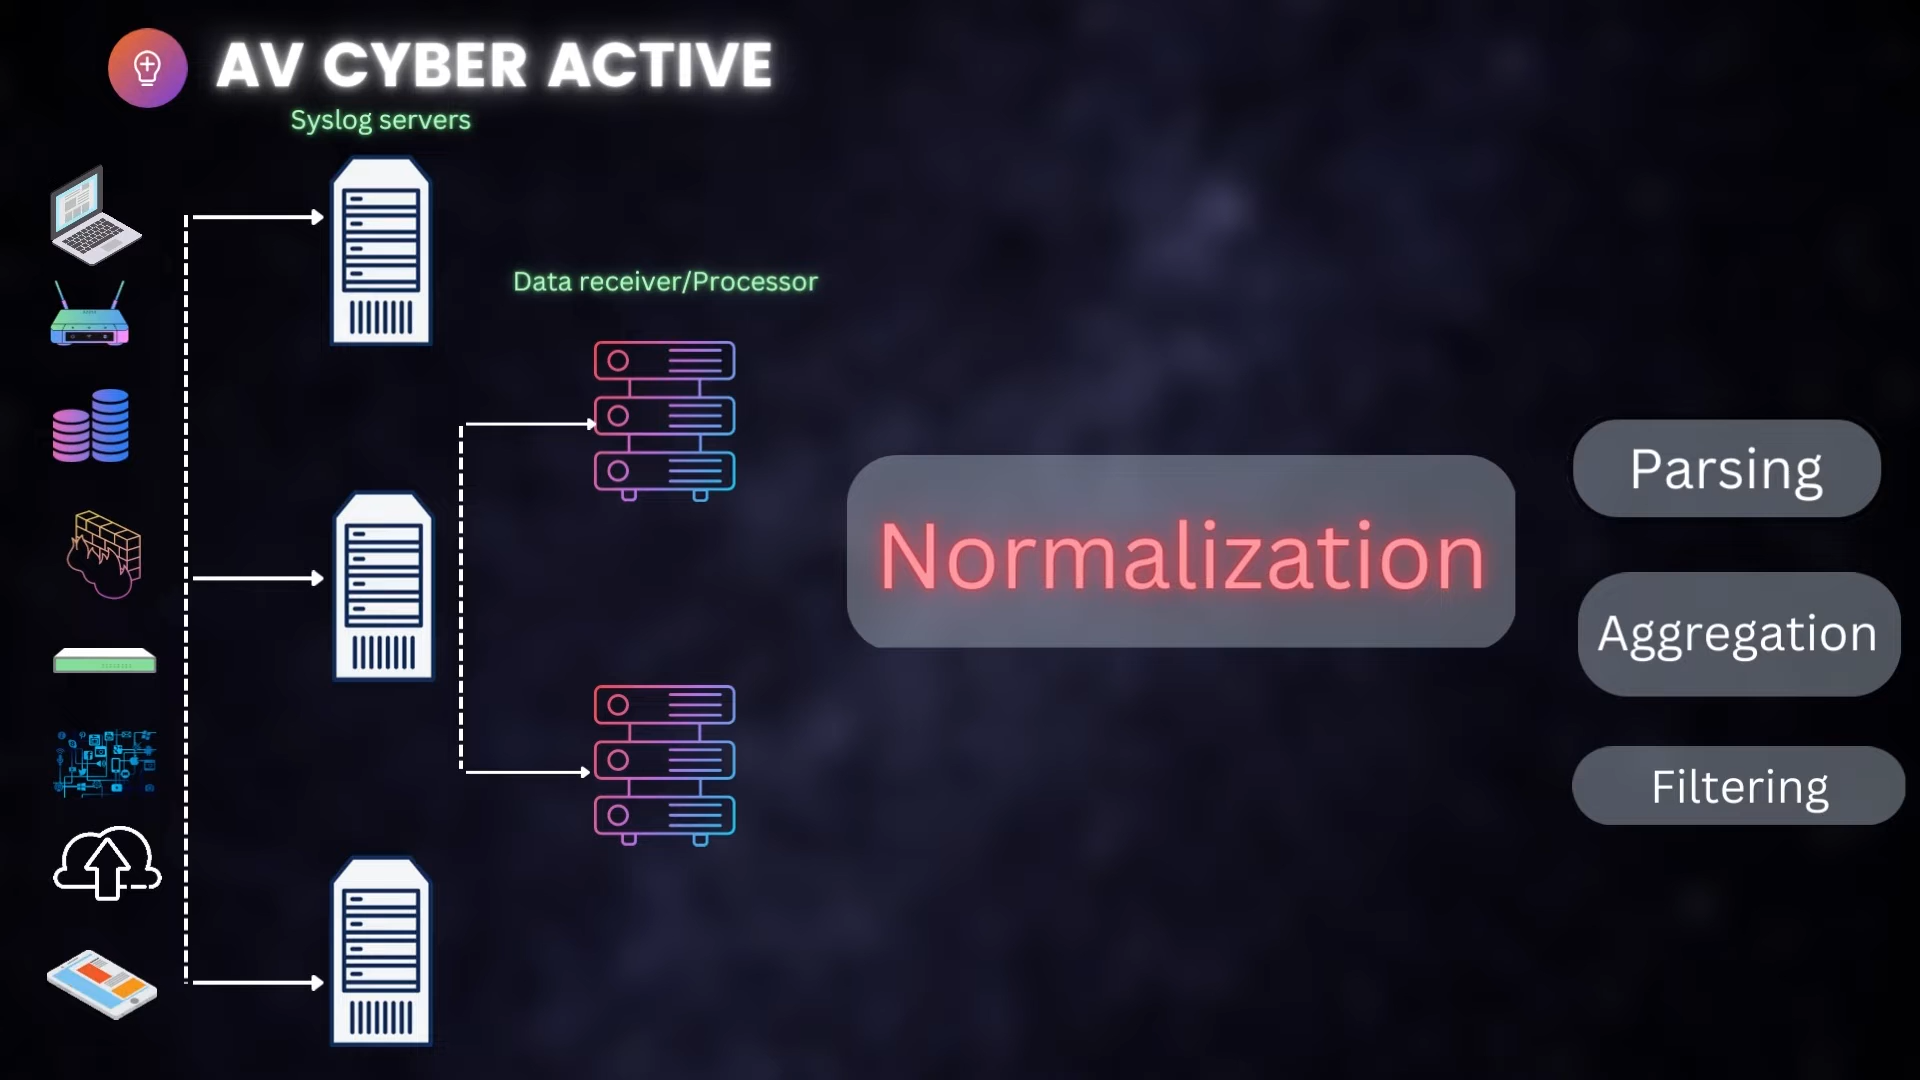 AV CYBER ACTIVE
Syslog servers
Data receiver/Processor
Normalization
Parsing
Aggregation
Filtering